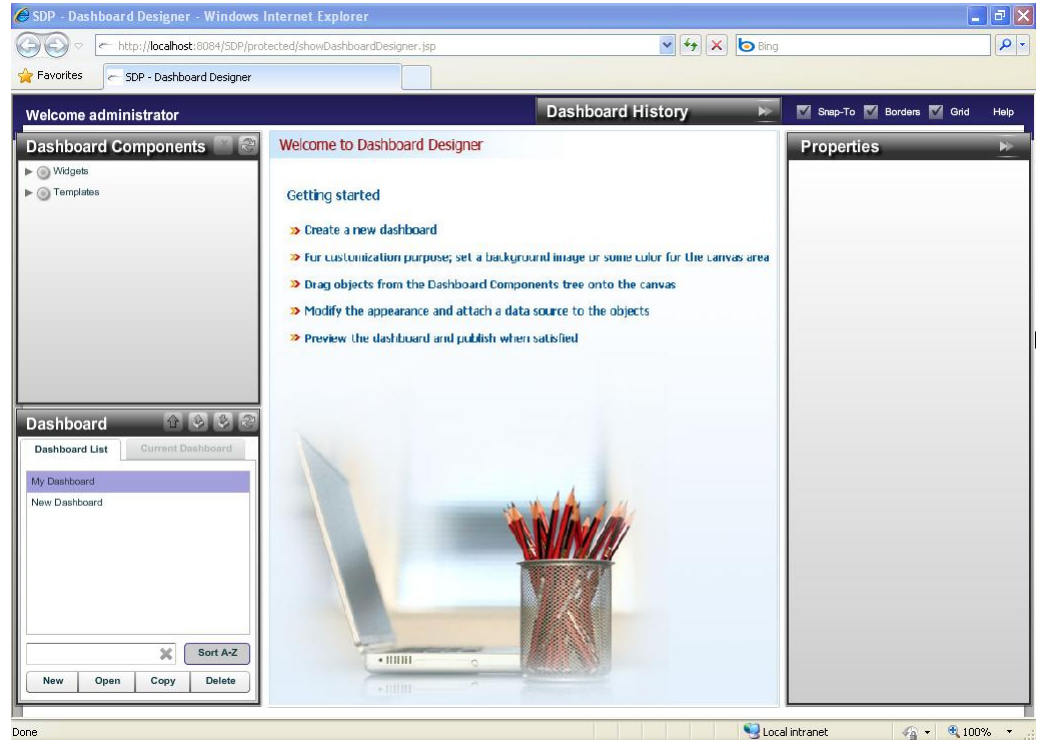 SDP - Dashboard Designer - Windows Internet Explorer
http://localhost:8084/SDP/protected/showDashboardDesigner.jsp
Bing
Favorites
SDP - Dashboard Designer
Welcome administrator
Dashboard History
Snap-To
Borders
Grid
Help
Dashboard Components
Widgets
Templates
Welcome to Dashboard Designer
Getting started
Create a new dashboard
For customization purpose; set a background image or some color for the canvas area
Drag objects from the Dashboard Components tree onto the canvas
Modify the appearance and attach a data source to the objects
Preview the dashboard and publish when satisfied
Properties
Dashboard
Dashboard List
Current Dashboard
My Dashboard
New Dashboard
Sort A-Z
New
Open
Copy
Delete
Done
Local intranet
100%